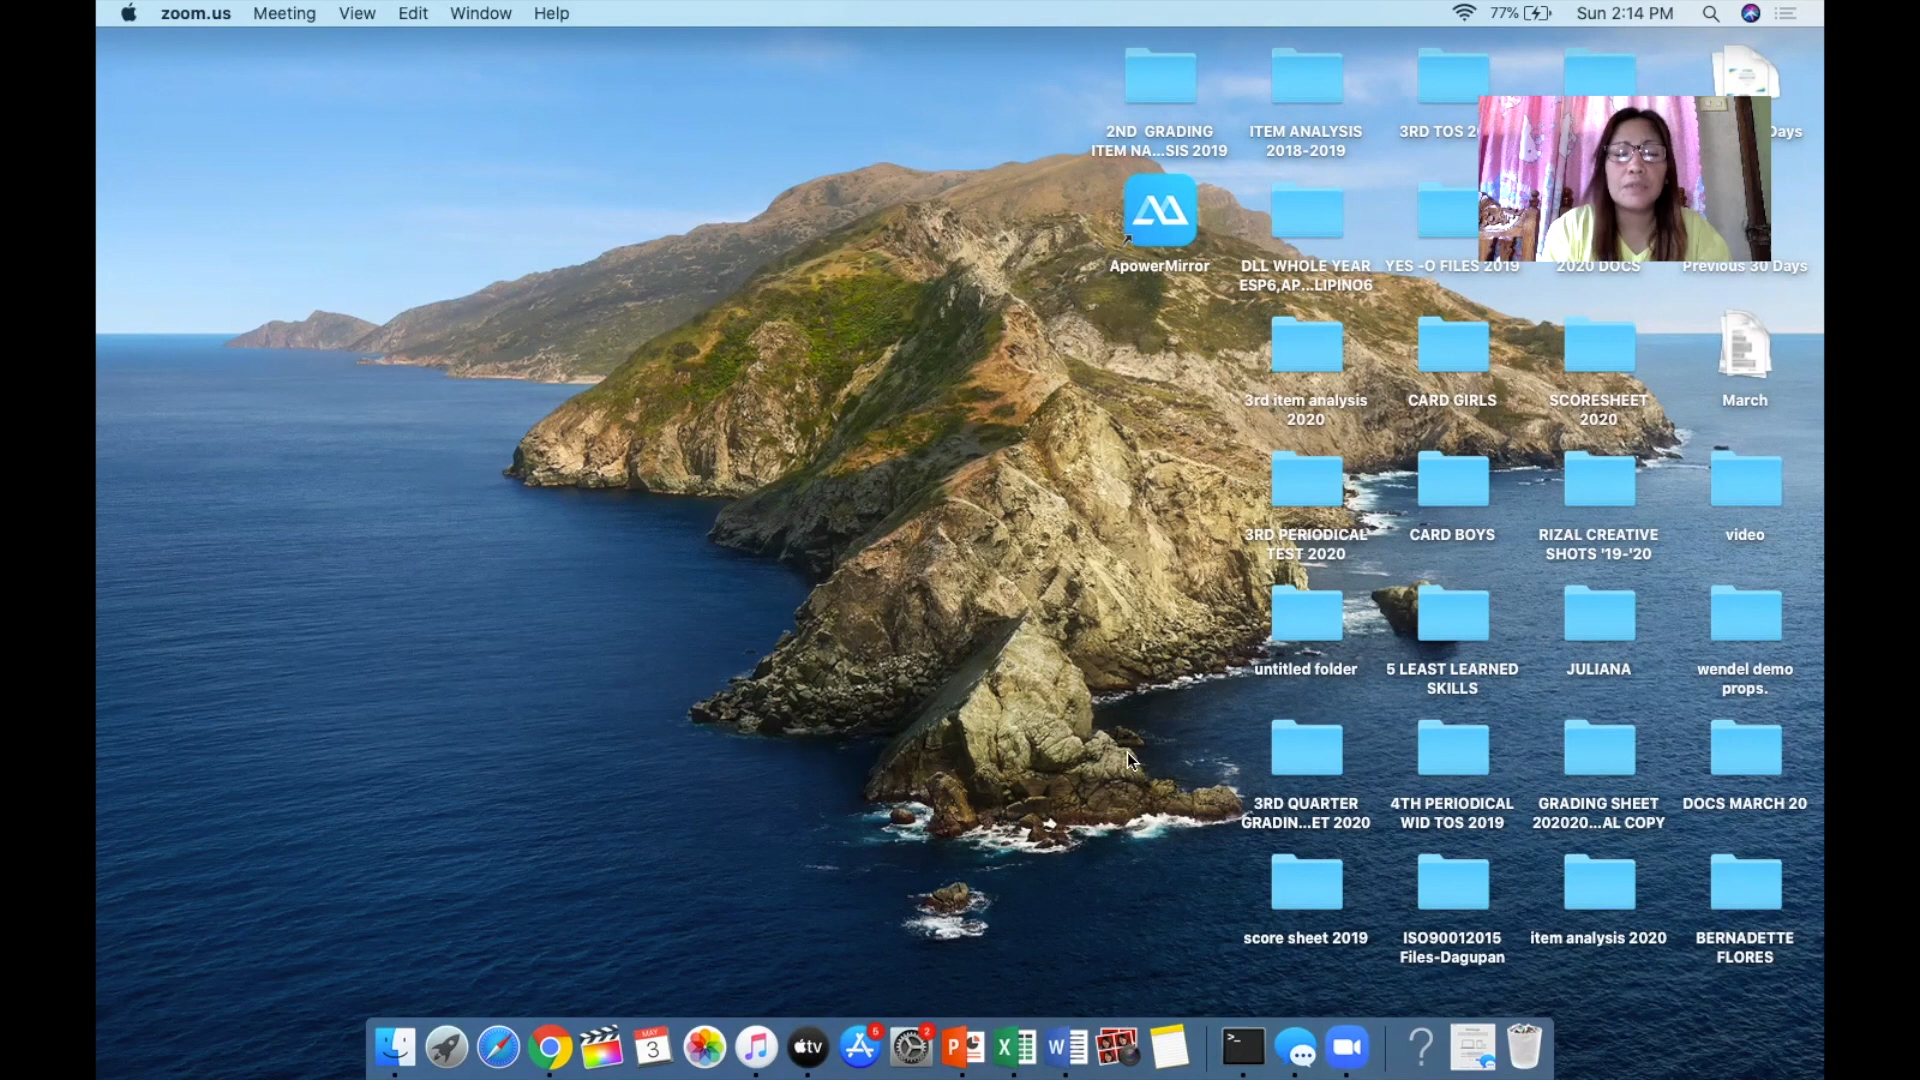 zoom.us Meeting View Edit Window Help
77% Sun 2:14 PM
2ND GRADING
ITEM NA...SIS 2019
ITEM ANALYSIS
2018-2019
3RD TOS
Days
ApowerMirror
DLL WHOLE YEAR
ESP6,AP...LIPINO6
YES -O FILES 2019
2020 DOCS
Previous 30 Days
3rd item analysis
2020
CARD GIRLS
SCORESHEET
2020
March
3RD PERIODICAL
TEST 2020
CARD BOYS
RIZAL CREATIVE
SHOTS '19-'20
video
untitled folder
5 LEAST LEARNED
SKILLS
JULIANA
wendel demo
props.
3RD QUARTER
GRADIN...ET 2020
4TH PERIODICAL
WID TOS 2019
GRADING SHEET
202020...AL COPY
DOCS MARCH 20
score sheet 2019
ISO90012015
Files-Dagupan
item analysis 2020
BERNADETTE
FLORES
MAY
3
tv
5
2
P
X
W